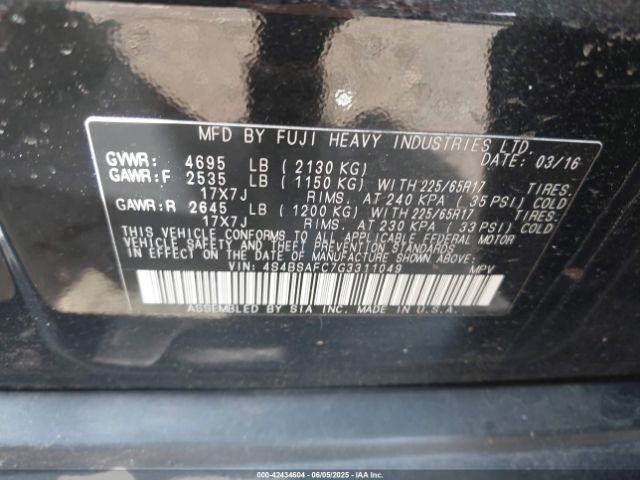 MFD BY FUJI HEAVY INDUSTRIES LTD.
GVWR: 4695 LB (2130 KG) DATE: 03/16
GAWR:F 2535 LB (1150 KG) WITH 225/65R17 TIRES.
17X7J RIMS, AT 240 KPA (35 PSI) COLD
GAWR:R 2645 LB (1200 KG) WITH 225/65R17 TIRES.
17X7J RIMS, AT 230 KPA (33 PSI) COLD
THIS VEHICLE CONFORMS TO ALL APPLICABLE FEDERAL MOTOR
VEHICLE SAFETY AND THEFT PREVENTION STANDARDS
IN EFFECT ON THE DATE OF MANUFACTURE SHOWN ABOVE.
VIN: 4S4BSAFC7G3311049 MPV
ASSEMBLED BY SIA INC. MADE IN U.S.A.
000-42434604 - 06/05/2025 - IAAI.COM